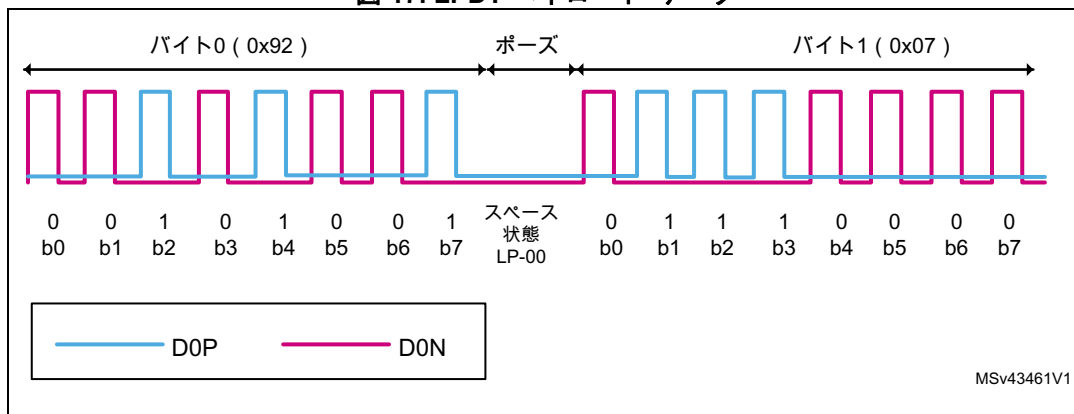 バイト0 ( 0x92 ) ポーズ バイト1 ( 0x07 )
0 0 1 0 1 0 0 1 スペース 0 1 1 1 0 0 0 0
b0 b1 b2 b3 b4 b5 b6 b7 状態 b0 b1 b2 b3 b4 b5 b6 b7
LP-00
D0P D0N
MSv43461V1